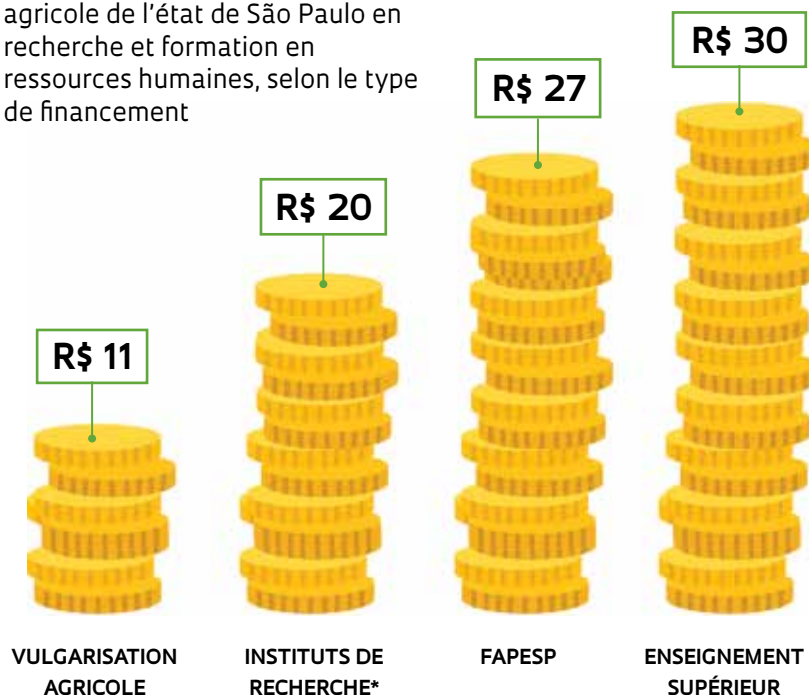 agricole de l’état de São Paulo en
recherche et formation en
ressources humaines, selon le type
de financement
R$ 11
R$ 20
R$ 27
R$ 30
VULGARISATION
AGRICOLE
INSTITUTS DE
RECHERCHE*
FAPESP
ENSEIGNEMENT
SUPÉRIEUR